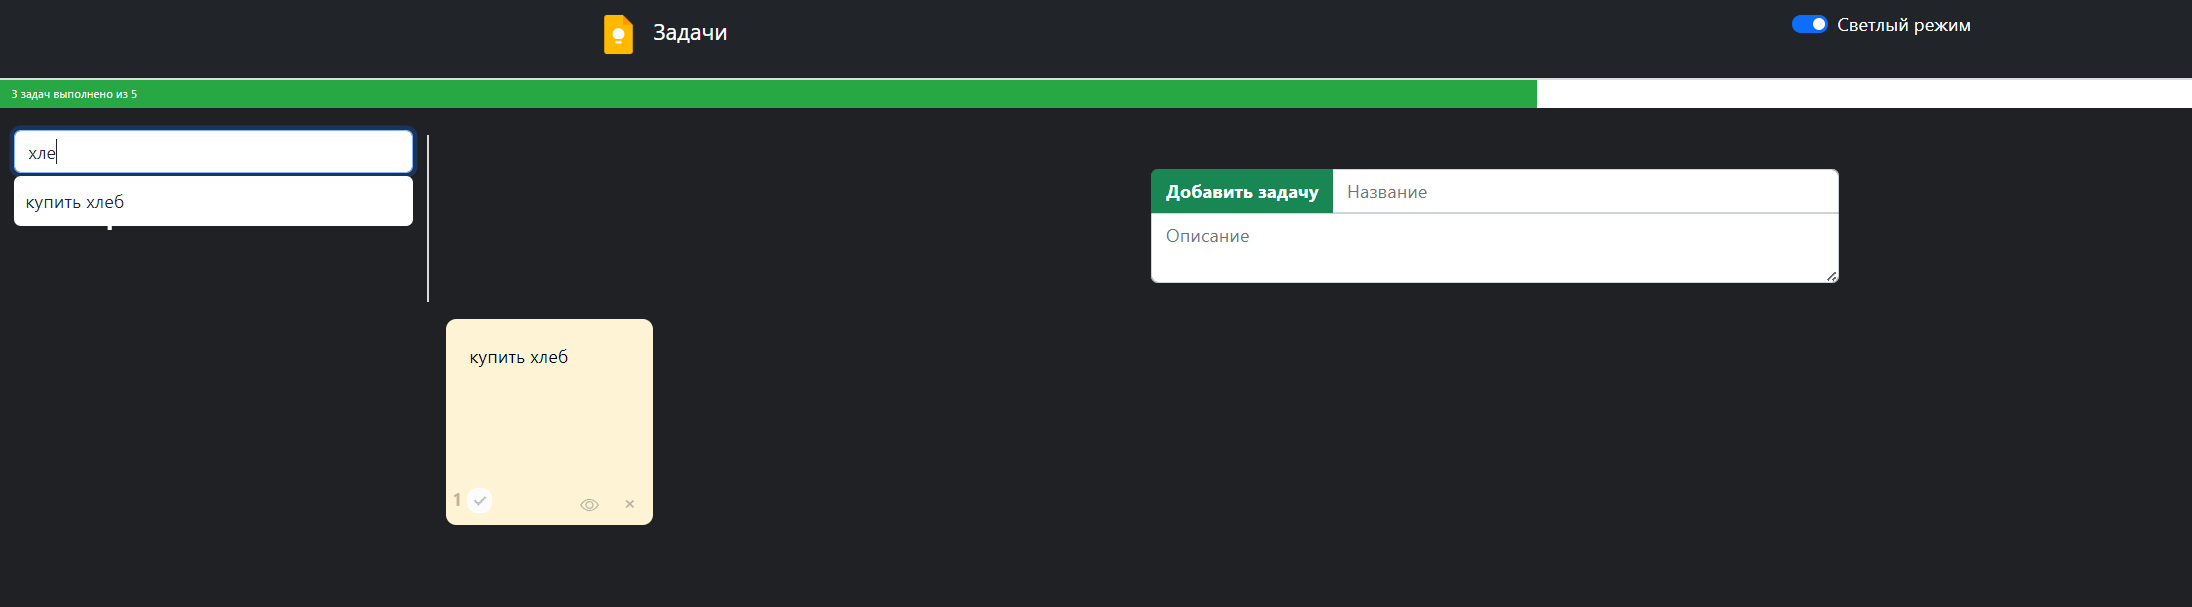 Задачи
Светлый режим
3 задач выполнено из 5
хле
купить хлеб
Добавить задачу
Название
Описание
купить хлеб
1